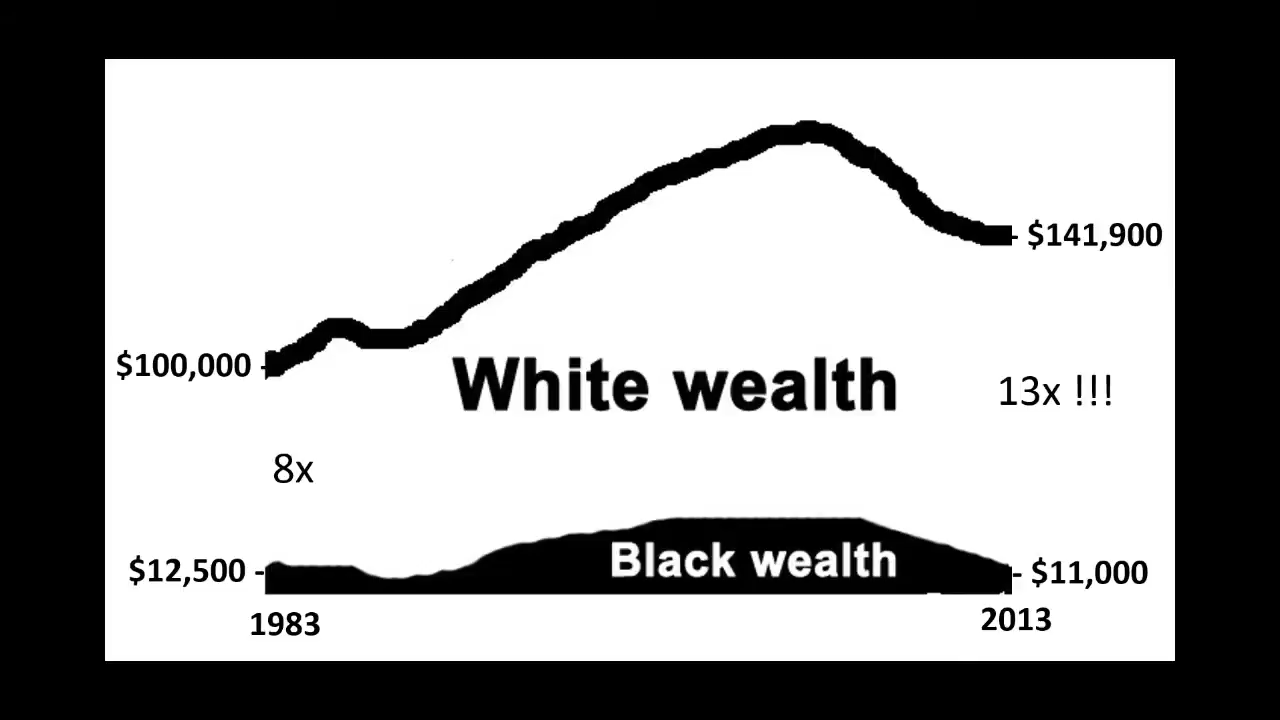 - $141,900
$100,000 -
White wealth
13x !!!
8x
Black wealth
$12,500 -
- $11,000
1983
2013